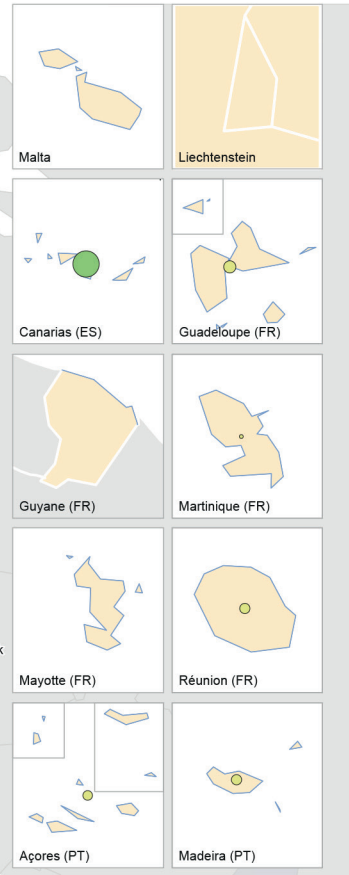 Malta
Liechtenstein
Canarias (ES)
Guadeloupe (FR)
Guyane (FR)
Martinique (FR)
k
Mayotte (FR)
Réunion (FR)
Açores (PT)
Madeira (PT)